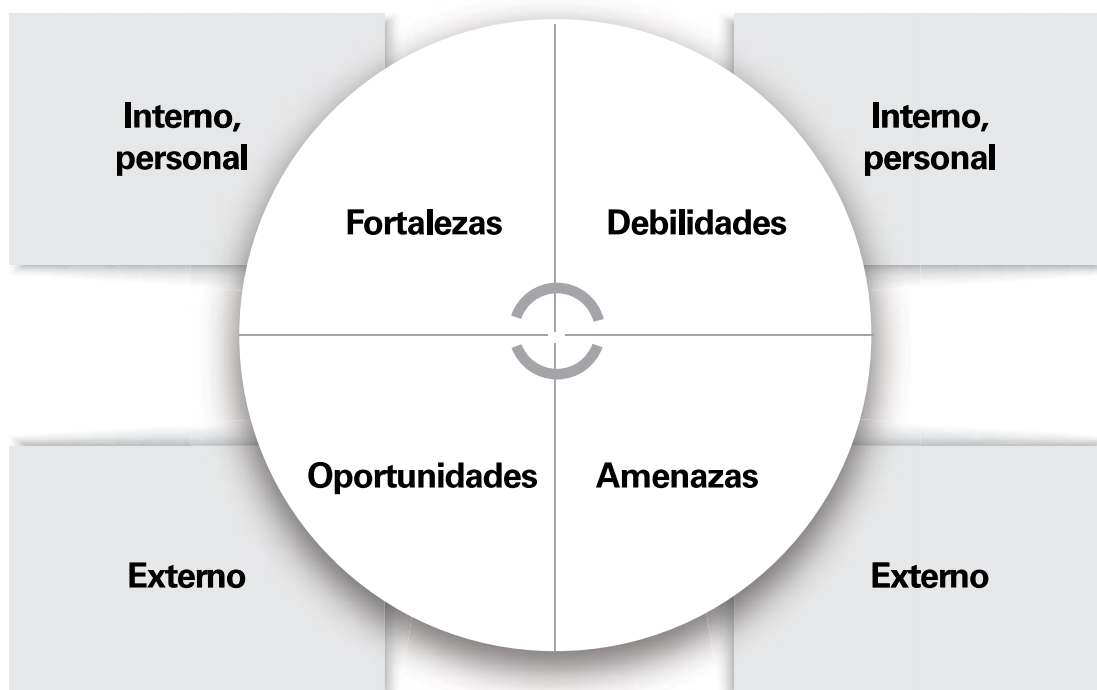 Interno,
personal
Interno,
personal
Fortalezas
Debilidades
Oportunidades
Amenazas
Externo
Externo